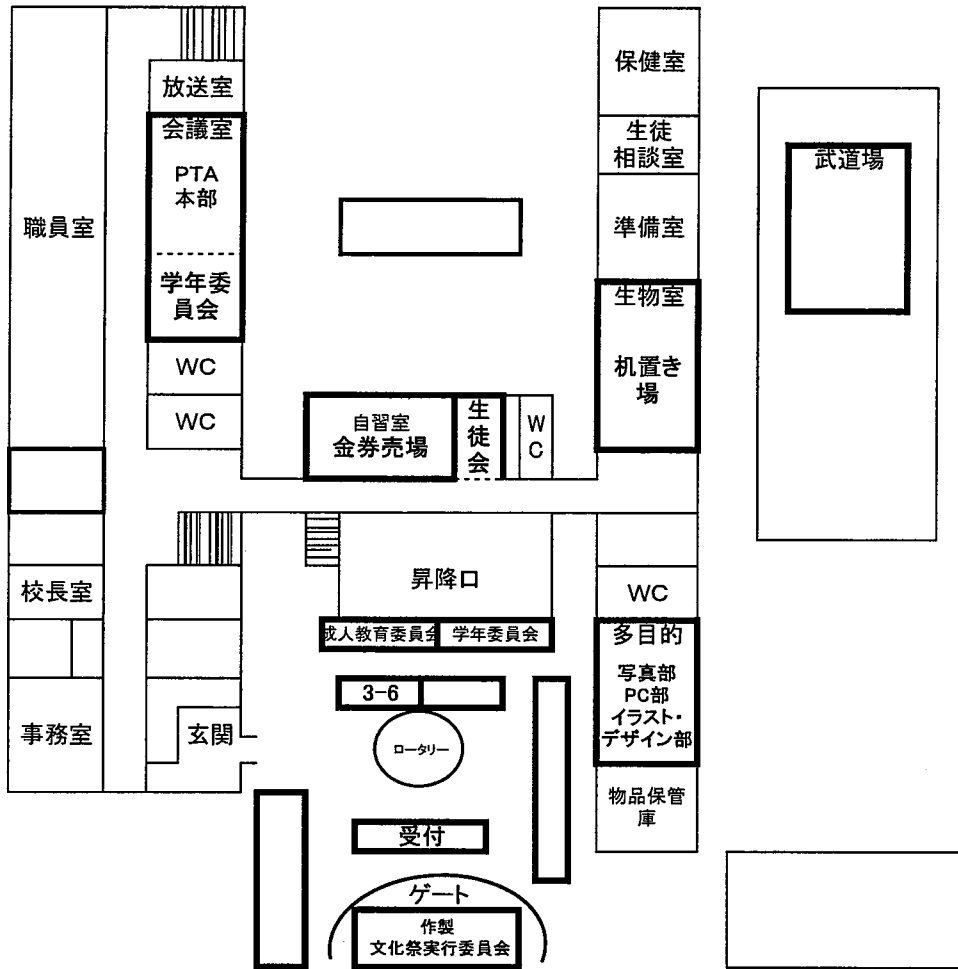 放送室
会議室
PTA
本部
学年委
員会
職員室
WC
WC
保健室
生徒
相談室
準備室
生物室
机置き
場
武道場
自習室
金券売場
生
徒
会
W
C
校長室
事務室
玄関
昇降口
成人教育委員会
学年委員会
3-6
ロータリー
受付
ゲート
作製
文化祭実行委員会
WC
多目的
写真部
PC部
イラスト・
デザイン部
物品保管
庫